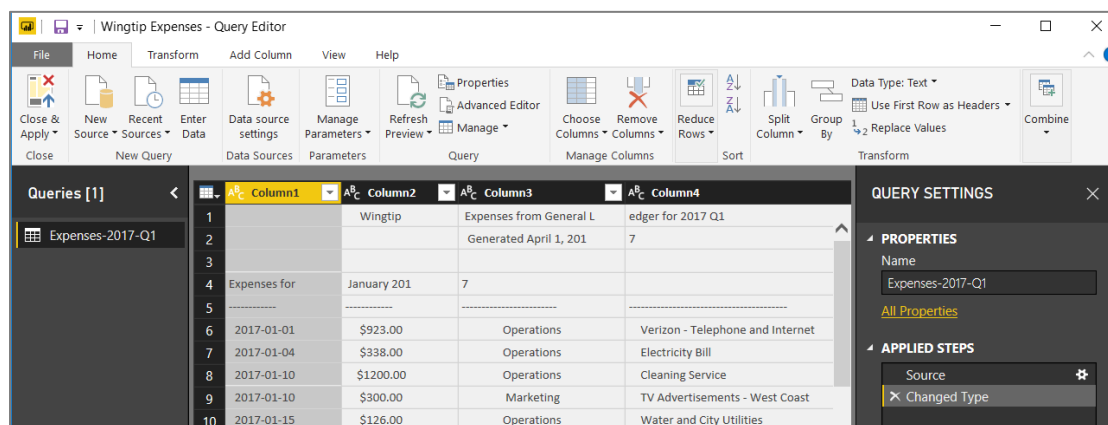 Wingtip Expenses - Query Editor
File Home Transform Add Column View Help
Close & Apply
New Source
Recent Sources
Enter Data
Data source settings
Manage Parameters
Refresh Preview
Properties
Advanced Editor
Manage
Choose Columns
Remove Columns
Reduce Rows
Split Column
Group By
Data Type: Text
Use First Row as Headers
Replace Values
Combine
Close New Query Data Sources Parameters Query Manage Columns Sort Transform
Queries [1]
Expenses-2017-Q1
ABC Column1 ABC Column2 ABC Column3 ABC Column4
1 Wingtip Expenses from General L edger for 2017 Q1
2 Generated April 1, 201 7
3
4 Expenses for January 201 7
5 ------------ ------------ ------------------------ ----------------------------------------
6 2017-01-01 $923.00 Operations Verizon - Telephone and Internet
7 2017-01-04 $338.00 Operations Electricity Bill
8 2017-01-10 $1200.00 Operations Cleaning Service
9 2017-01-10 $300.00 Marketing TV Advertisements - West Coast
10 2017-01-15 $126.00 Operations Water and City Utilities
QUERY SETTINGS
PROPERTIES
Name
Expenses-2017-Q1
All Properties
APPLIED STEPS
Source
Changed Type